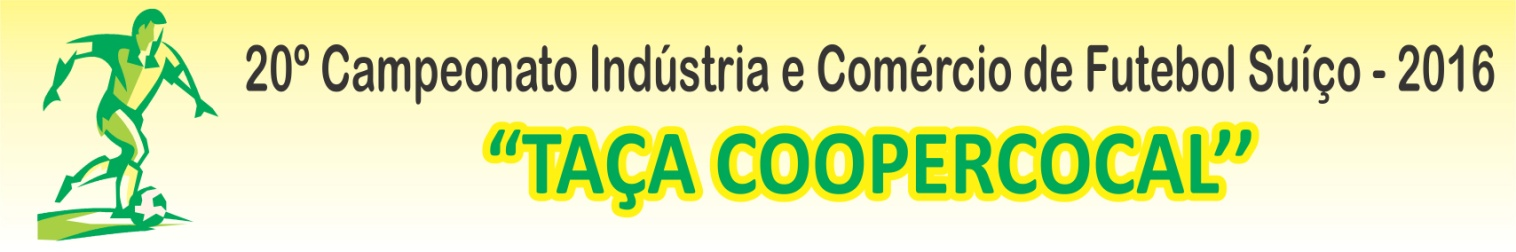 20º Campeonato Indústria e Comércio de Futebol Suíço - 2016
“TAÇA COOPERCOCAL”